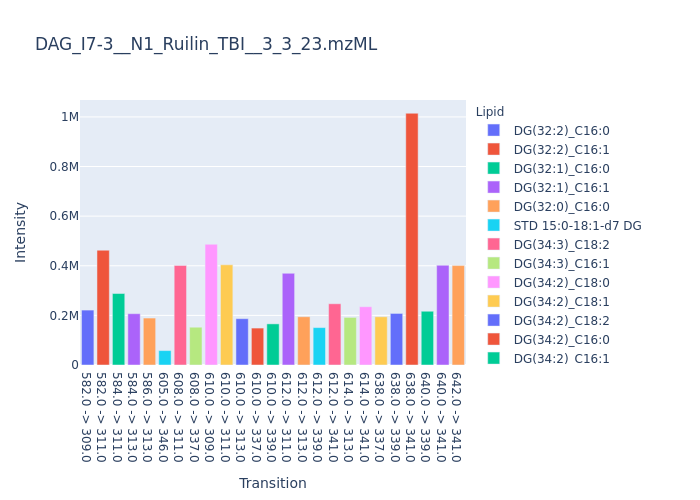 DAG_I7-3__N1_Ruilin_TBI__3_3_23.mzML
Intensity
1M
0.8M
0.6M
0.4M
0.2M
0
582.0 -> 309.0
582.0 -> 311.0
584.0 -> 311.0
584.0 -> 313.0
586.0 -> 313.0
605.0 -> 346.0
608.0 -> 311.0
608.0 -> 337.0
610.0 -> 309.0
610.0 -> 311.0
610.0 -> 313.0
610.0 -> 337.0
610.0 -> 339.0
612.0 -> 311.0
612.0 -> 313.0
612.0 -> 339.0
612.0 -> 341.0
614.0 -> 313.0
614.0 -> 341.0
638.0 -> 337.0
638.0 -> 339.0
638.0 -> 341.0
640.0 -> 339.0
640.0 -> 341.0
642.0 -> 341.0
Transition
Lipid
DG(32:2)_C16:0
DG(32:2)_C16:1
DG(32:1)_C16:0
DG(32:1)_C16:1
DG(32:0)_C16:0
STD 15:0-18:1-d7 DG
DG(34:3)_C18:2
DG(34:3)_C16:1
DG(34:2)_C18:0
DG(34:2)_C18:1
DG(34:2)_C18:2
DG(34:2)_C16:0
DG(34:2)_C16:1